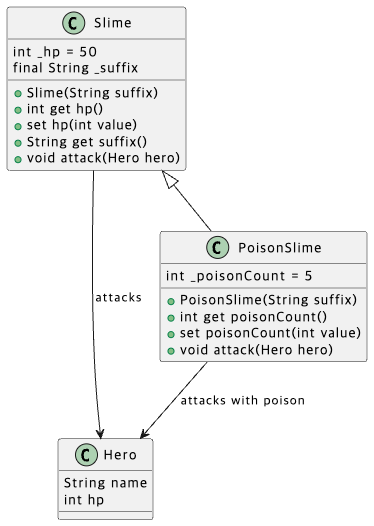 C Slime
int _hp = 50
final String _suffix
Slime(String suffix)
int get hp()
set hp(int value)
String get suffix()
void attack(Hero hero)
C PoisonSlime
int _poisonCount = 5
PoisonSlime(String suffix)
int get poisonCount()
set poisonCount(int value)
void attack(Hero hero)
attacks
attacks with poison
C Hero
String name
int hp